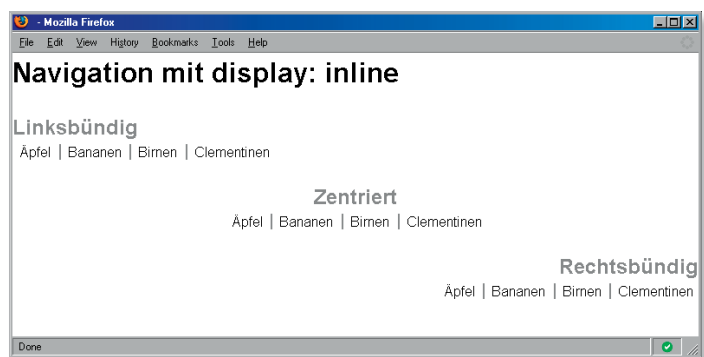 - Mozilla Firefox
File Edit View History Bookmarks Tools Help
Navigation mit display: inline
Linksbündig
Äpfel | Bananen | Birnen | Clementinen
Zentriert
Äpfel | Bananen | Birnen | Clementinen
Rechtsbündig
Äpfel | Bananen | Birnen | Clementinen
Done